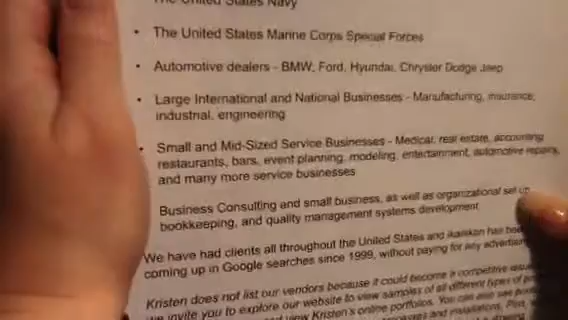 The United States Navy
• The United States Marine Corps Special Forces
• Automotive dealers - BMW, Ford, Hyundai, Chrysler Dodge Jeep
• Large International and National Businesses - Manufacturing, insurance,
industrial, engineering
• Small and Mid-Sized Service Businesses - Medical, real estate, accounting
restaurants, bars, event planning, modeling, entertainment, automotive repairs,
and many more service businesses
Business Consulting and small business, as well as organizational set up
bookkeeping, and quality management systems development
We have had clients all throughout the United States and has been
coming up in Google searches since 1999, without paying for any advertising
Kristen does not list our vendors because it could become a competitive issue
we invite you to explore our website to view samples of all different types of
view Kristen's online portfolios. You can also see
and installations. Plus,